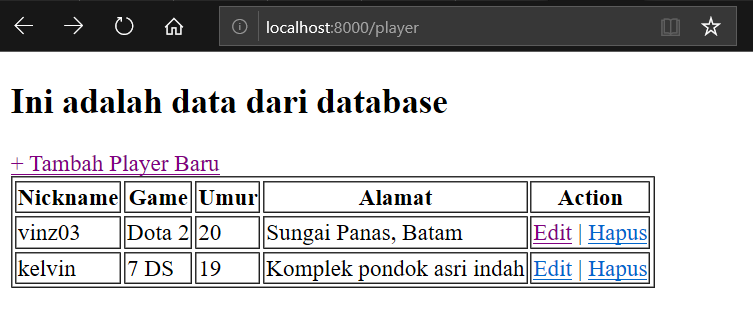 localhost:8000/player
Ini adalah data dari database
+ Tambah Player Baru
Nickname Game Umur Alamat Action
vinz03 Dota 2 20 Sungai Panas, Batam Edit | Hapus
kelvin 7 DS 19 Komplek pondok asri indah Edit | Hapus